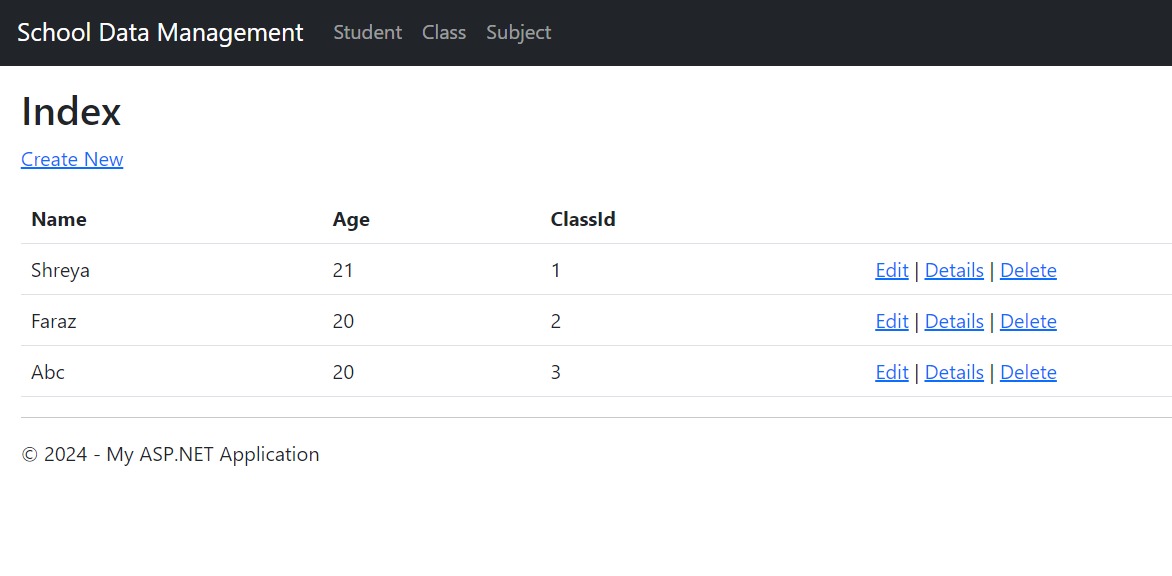 School Data Management Student Class Subject
Index
Create New
Name Age ClassId
Shreya 21 1 Edit | Details | Delete
Faraz 20 2 Edit | Details | Delete
Abc 20 3 Edit | Details | Delete
© 2024 - My ASP.NET Application